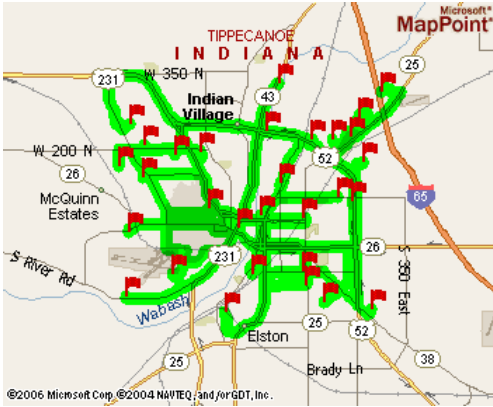 Microsoft®
MapPoint®
TIPPECANOE
INDIANA
25
231
W 350 N
43
Indian
Village
W 200 N
52
26
McQuinn
Estates
65
S River Rd
231
26
S 350 East
Wabash
25
52
Elston
25
Brady Ln
38
©2006 Microsoft Corp ©2004 NAVTEQ, and/or GDT, Inc.